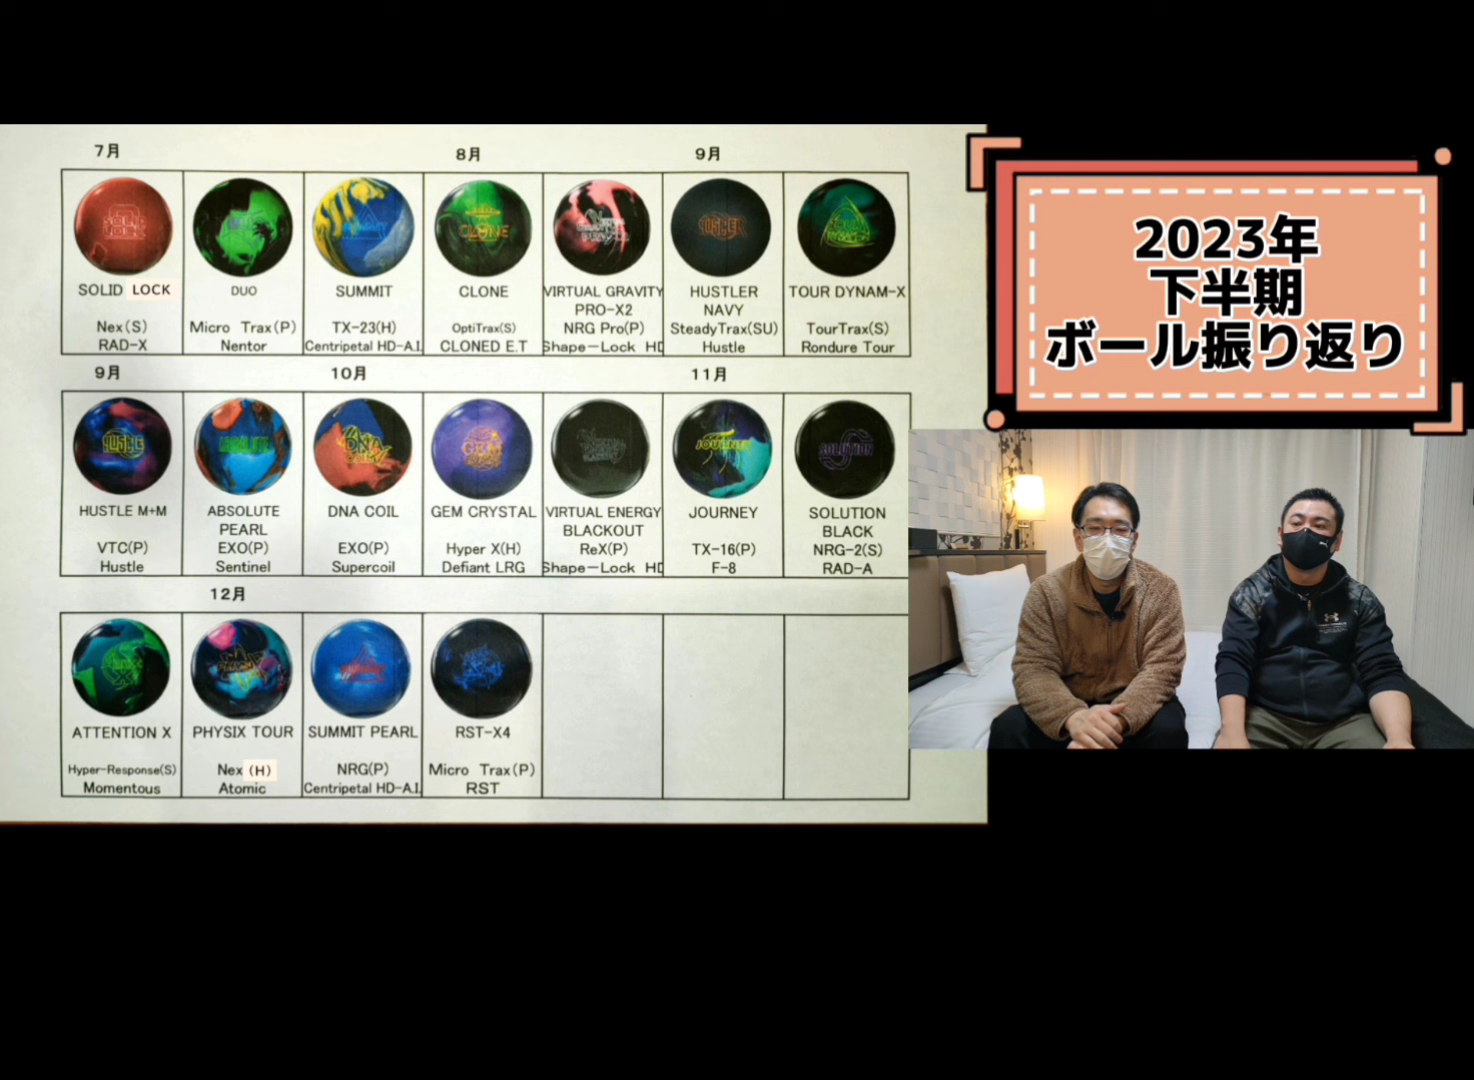 7月
8月
9月
SOLID LOCK
Nex(S)
RAD-X
DUO
Micro Trax(P)
Nentor
SUMMIT
TX-23(H)
Centripetal HD-A.I.
CLONE
OptiTrax(S)
CLONED E.T
VIRTUAL GRAVITY
PRO-X2
NRG Pro(P)
Shape-Lock HD
HUSTLER
NAVY
SteadyTrax(SU)
Hustle
TOUR DYNAM-X
TourTrax(S)
Rondure Tour
9月
10月
11月
HUSTLE M+M
VTC(P)
Hustle
ABSOLUTE
PEARL
EXO(P)
Sentinel
DNA COIL
EXO(P)
Supercoil
GEM CRYSTAL
Hyper X(H)
Defiant LRG
VIRTUAL ENERGY
BLACKOUT
ReX(P)
Shape-Lock HD
JOURNEY
TX-16(P)
F-8
SOLUTION
BLACK
NRG-2(S)
RAD-A
12月
ATTENTION X
Hyper-Response(S)
Momentous
PHYSIX TOUR
Nex (H)
Atomic
SUMMIT PEARL
NRG(P)
Centripetal HD-A.I.
RST-X4
Micro Trax(P)
RST
2023年
下半期
ボール振り返り